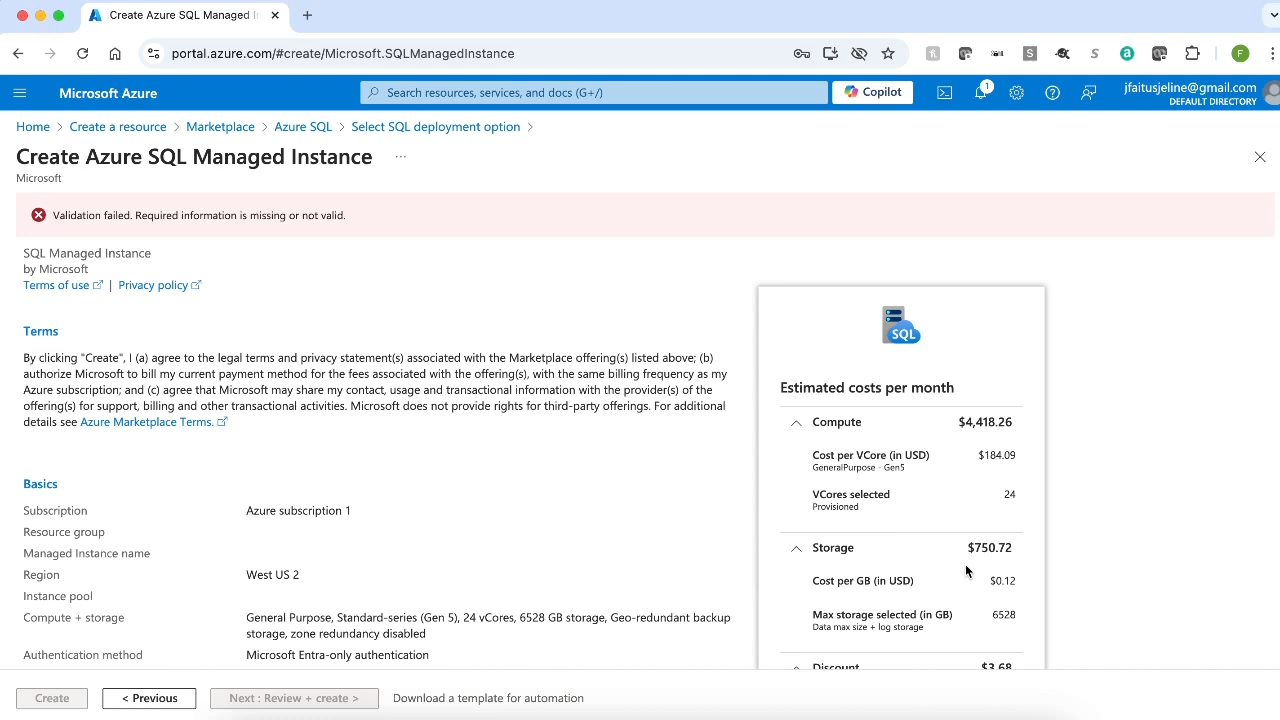 Create Azure SQL Managed In
portal.azure.com/#create/Microsoft.SQLManagedInstance
F
Microsoft Azure
Search resources, services, and docs (G+/)
Copilot
1
jfaitusjeline@gmail.com
DEFAULT DIRECTORY
Home > Create a resource > Marketplace > Azure SQL > Select SQL deployment option >
Create Azure SQL Managed Instance ...
Microsoft
Validation failed. Required information is missing or not valid.
SQL Managed Instance
by Microsoft
Terms of use | Privacy policy
Terms
By clicking "Create", I (a) agree to the legal terms and privacy statement(s) associated with the Marketplace offering(s) listed above; (b)
authorize Microsoft to bill my current payment method for the fees associated with the offering(s), with the same billing frequency as my
Azure subscription; and (c) agree that Microsoft may share my contact, usage and transactional information with the provider(s) of the
offering(s) for support, billing and other transactional activities. Microsoft does not provide rights for third-party offerings. For additional
details see Azure Marketplace Terms.
Basics
Subscription Azure subscription 1
Resource group
Managed Instance name
Region West US 2
Instance pool
Compute + storage General Purpose, Standard-series (Gen 5), 24 vCores, 6528 GB storage, Geo-redundant backup
storage, zone redundancy disabled
Authentication method Microsoft Entra-only authentication
SQL
Estimated costs per month
Compute $4,418.26
Cost per VCore (in USD) $184.09
GeneralPurpose - Gen5
VCores selected 24
Provisioned
Storage $750.72
Cost per GB (in USD) $0.12
Max storage selected (in GB) 6528
Data max size + log storage
Discount $3.68
Create
< Previous
Next : Review + create >
Download a template for automation